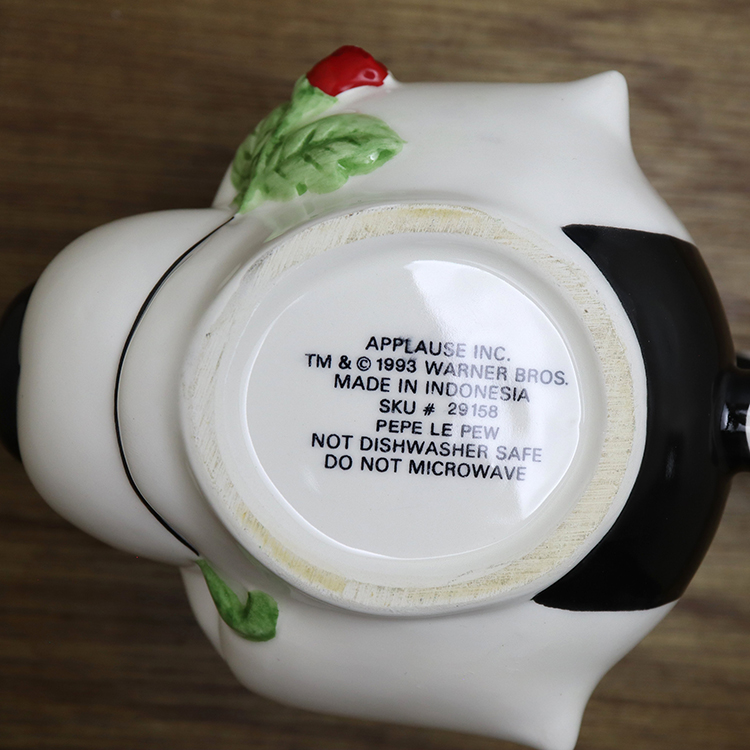 APPLAUSE INC.
TM & © 1993 WARNER BROS.
MADE IN INDONESIA
SKU # 29158
PEPE LE PEW
NOT DISHWASHER SAFE
DO NOT MICROWAVE